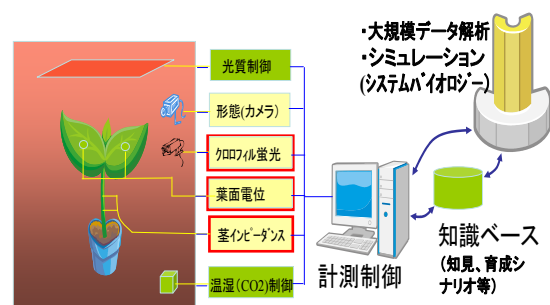 ・大規模データ解析
・シミュレーション
(システムバイオロジー)
光質制御
形態(カメラ)
クロロフィル蛍光
葉面電位
茎インピーダンス
温湿(CO2)制御
計測制御
知識ベース
(知見、育成シ
ナリオ等)